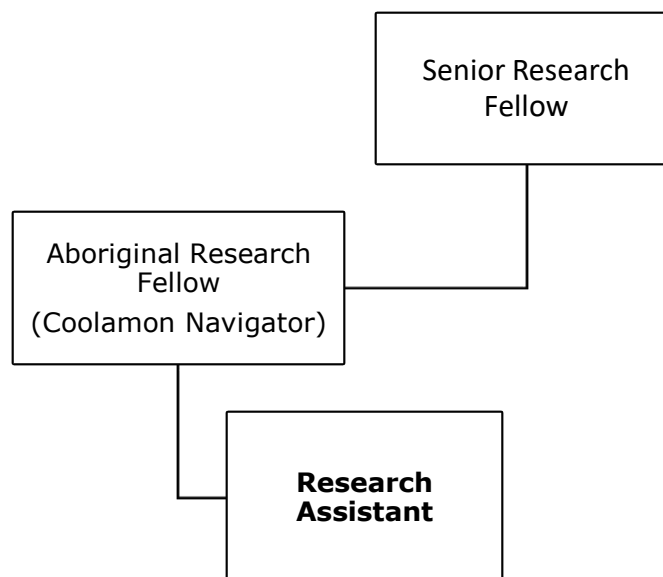 Senior Research
Fellow
Aboriginal Research
Fellow
(Coolamon Navigator)
Research
Assistant